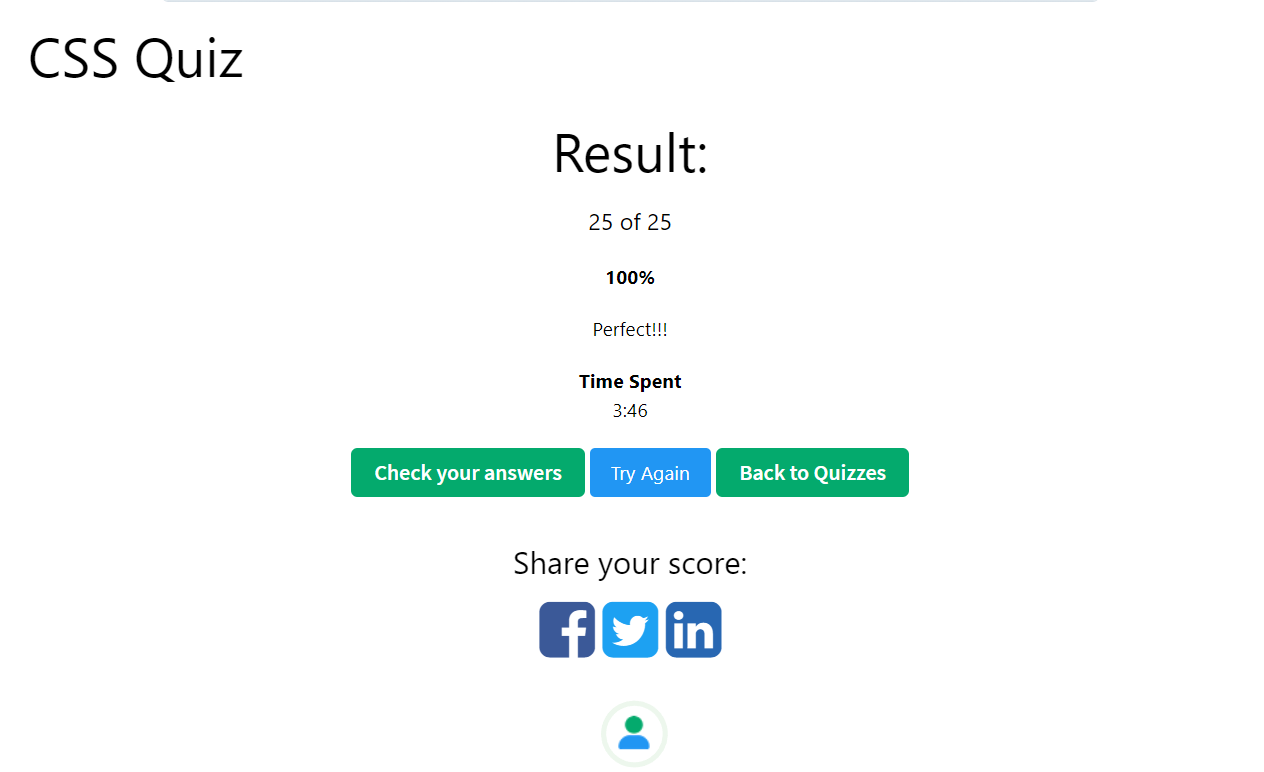 CSS Quiz
Result:
25 of 25
100%
Perfect!!!
Time Spent
3:46
Check your answers Try Again Back to Quizzes
Share your score:
f in